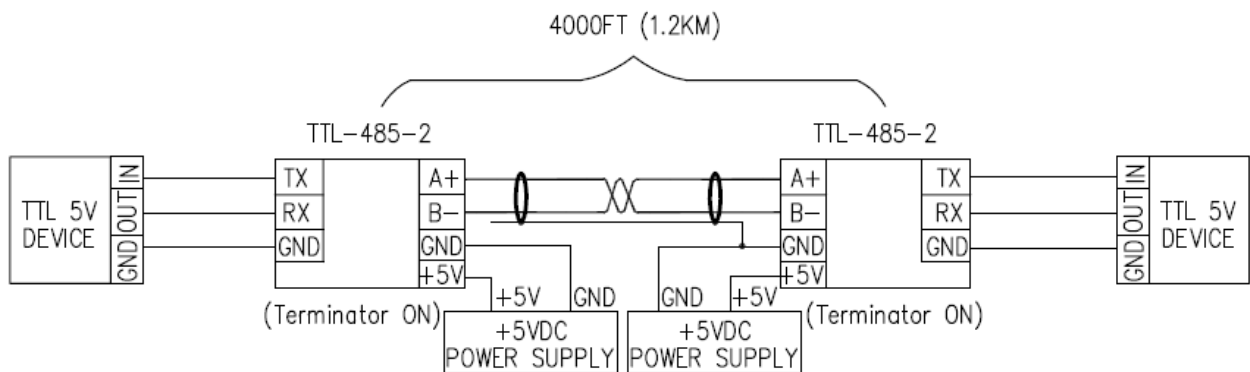 4000FT (1.2KM)
TTL-485-2
TTL-485-2
TTL 5V
DEVICE
IN
OUT
GND
TX
RX
GND
A+
B-
GND
+5V
(Terminator ON)
+5V
GND
+5VDC
POWER SUPPLY
GND
+5V
+5VDC
POWER SUPPLY
A+
B-
GND
+5V
TX
RX
GND
(Terminator ON)
IN
OUT
GND
TTL 5V
DEVICE